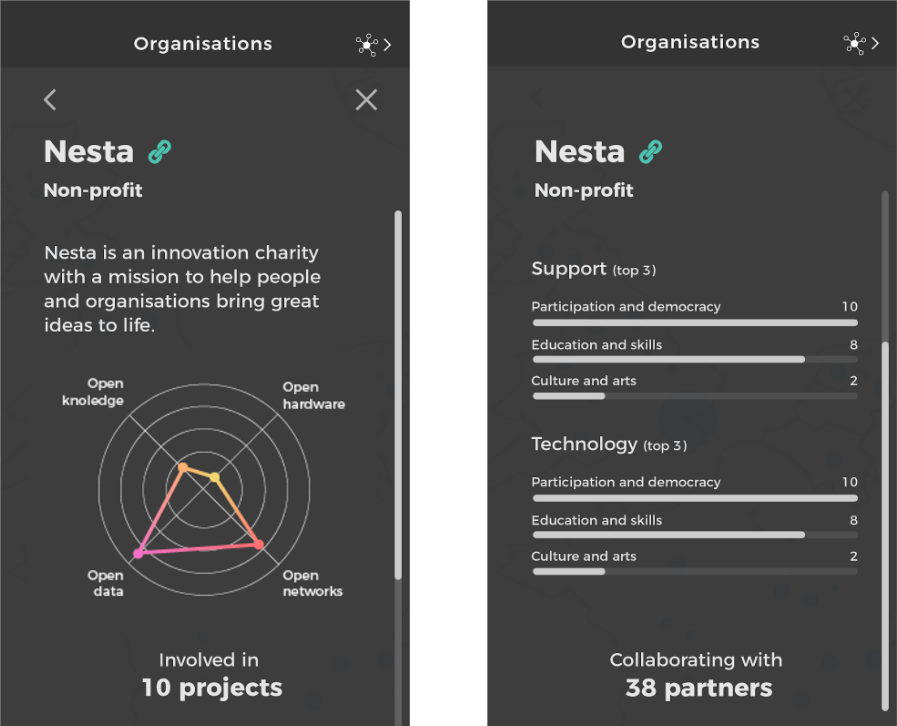 Organisations
Nesta
Non-profit
Nesta is an innovation charity
with a mission to help people
and organisations bring great
ideas to life.
Open
knoledge
Open
hardware
Open
data
Open
networks
Involved in
10 projects
Organisations
Nesta
Non-profit
Support (top 3)
Participation and democracy 10
Education and skills 8
Culture and arts 2
Technology (top 3)
Participation and democracy 10
Education and skills 8
Culture and arts 2
Collaborating with
38 partners